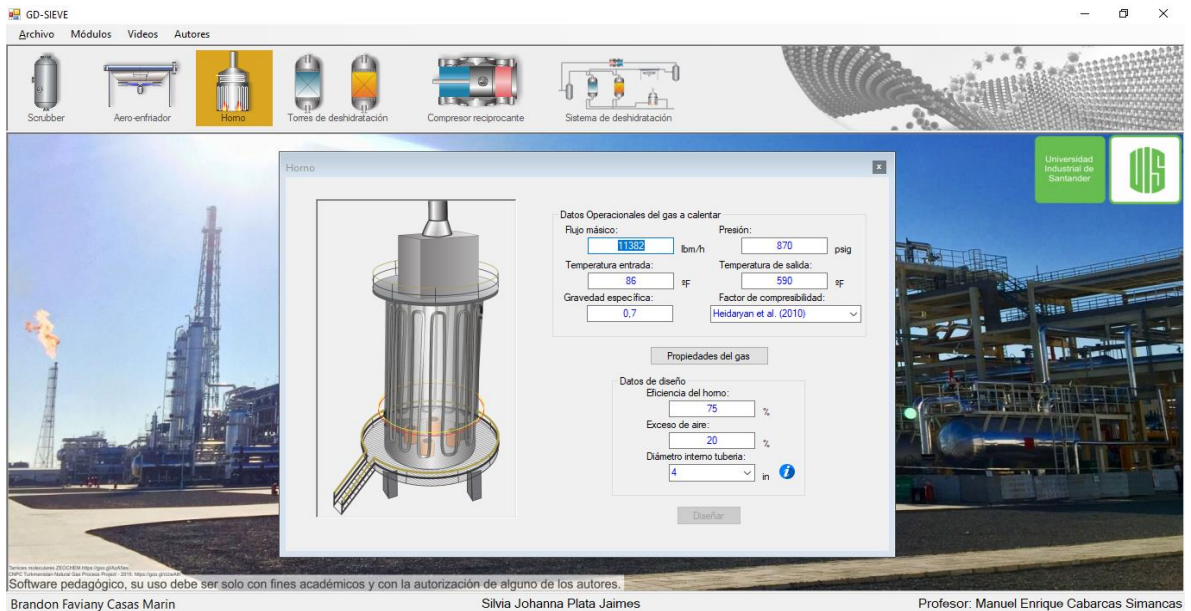 GD-SIEVE
Archivo Módulos Videos Autores
Scrubber Aero-enfriador Horno Torres de deshidratación Compresor reciprocante Sistema de deshidratación
Universidad
Industrial de
Santander
UIS
Horno x
Datos Operacionales del gas a calentar
Flujo másico: Presión:
11382 lbm/h 870 psig
Temperatura entrada: Temperatura de salida:
86 ºF 590 ºF
Gravedad específica: Factor de compresibilidad:
0,7 Heidaryan et al. (2010)
Propiedades del gas
Datos de diseño
Eficiencia del horno:
75 %
Exceso de aire:
20 %
Diámetro interno tuberia:
4 in i
Diseñar
Software pedagógico, su uso debe ser solo con fines académicos y con la autorización de alguno de los autores.
Brandon Faviany Casas Marin Silvia Johanna Plata Jaimes Profesor: Manuel Enrique Cabarcas Simancas